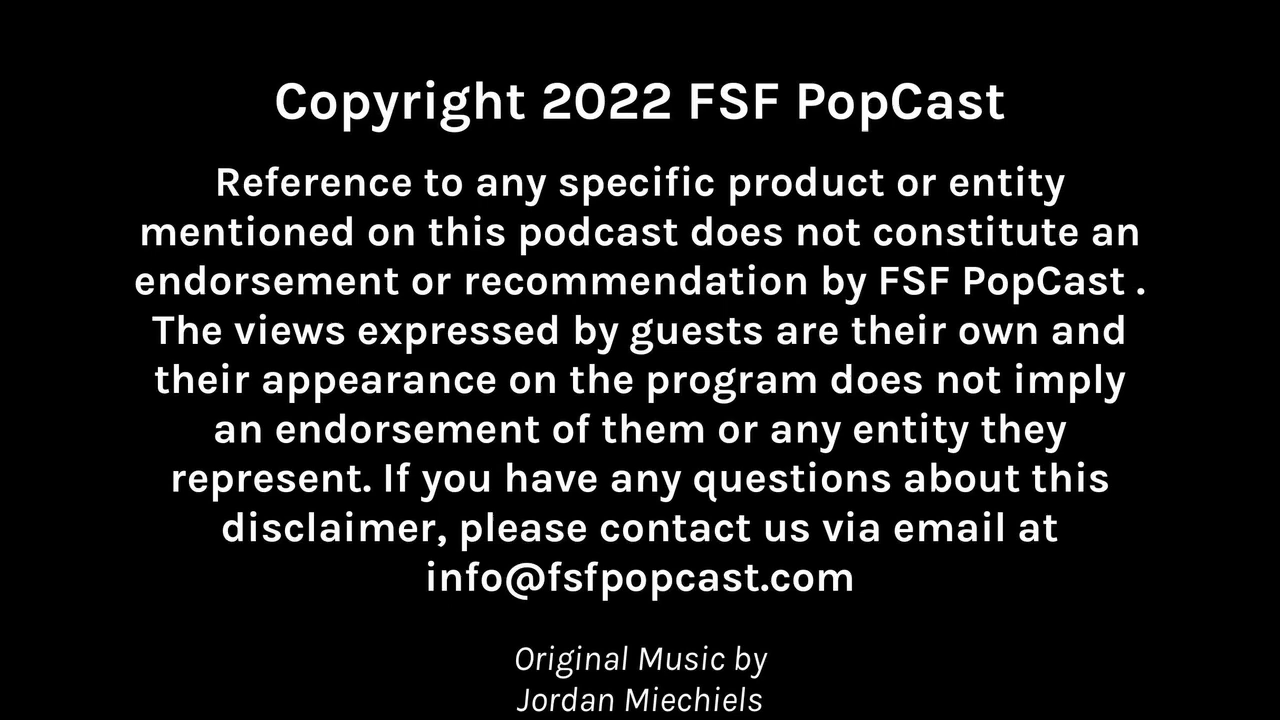 Copyright 2022 FSF PopCast
Reference to any specific product or entity
mentioned on this podcast does not constitute an
endorsement or recommendation by FSF PopCast .
The views expressed by guests are their own and
their appearance on the program does not imply
an endorsement of them or any entity they
represent. If you have any questions about this
disclaimer, please contact us via email at
info@fsfpopcast.com
Original Music by
Jordan Miechiels